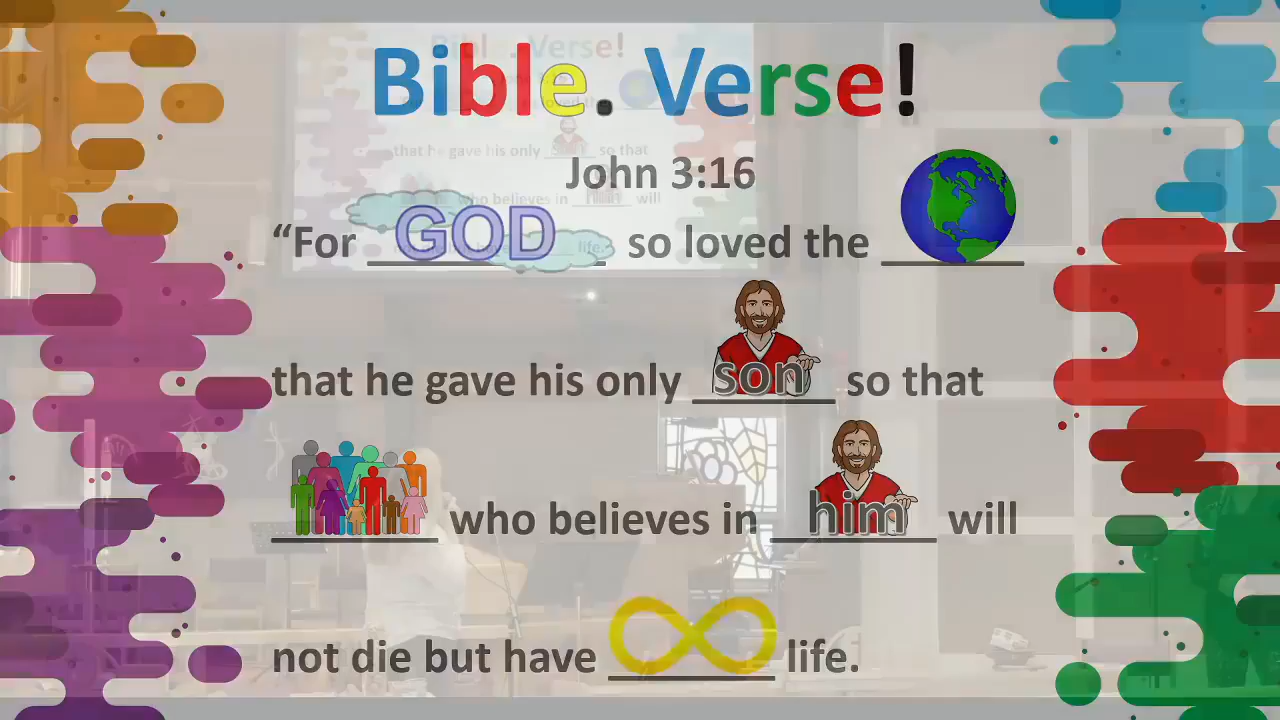 Bible. Verse!
John 3:16
“For GOD so loved the
that he gave his only son so that
who believes in him will
not die but have life.